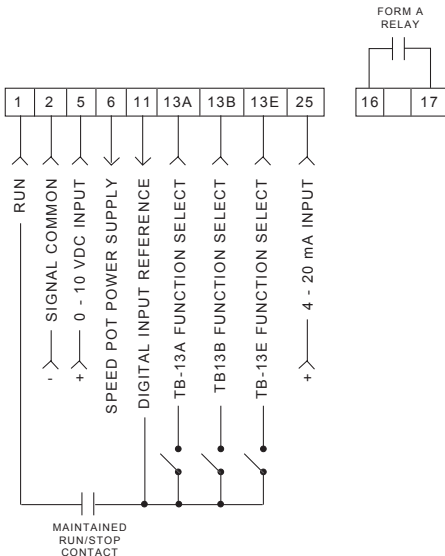 FORM A
RELAY
1 2 5 6 11 13A 13B 13E 25 16 17
RUN
SIGNAL COMMON
0 - 10 VDC INPUT
SPEED POT POWER SUPPLY
DIGITAL INPUT REFERENCE
TB-13A FUNCTION SELECT
TB13B FUNCTION SELECT
TB-13E FUNCTION SELECT
4 - 20 mA INPUT
- + +
MAINTAINED
RUN/STOP
CONTACT